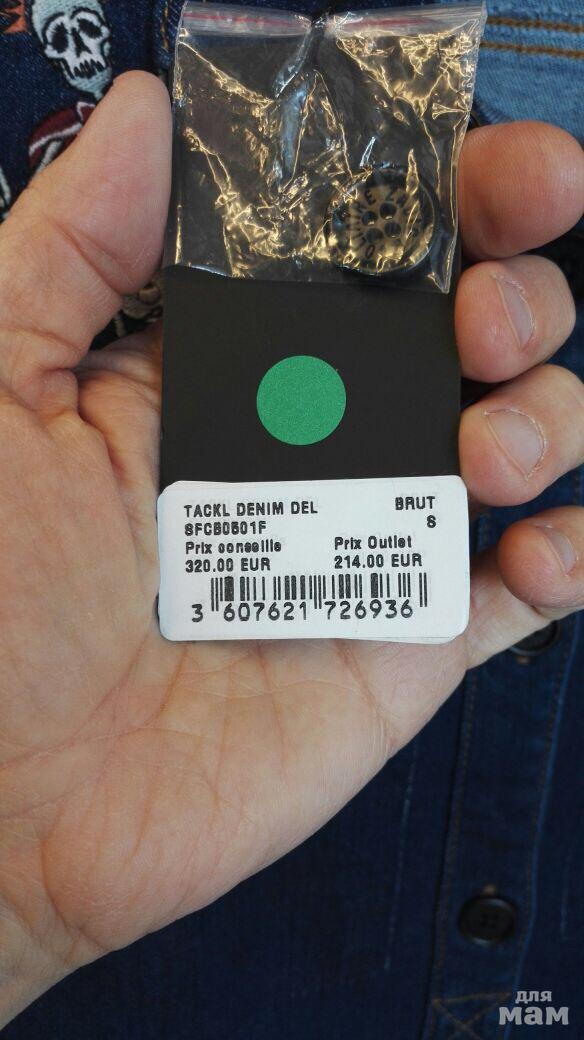 TACKL DENIM DEL BRUT
SFCB0501F S
Prix conseille Prix Outlet
320.00 EUR 214.00 EUR
3 607621 726936
для
мам